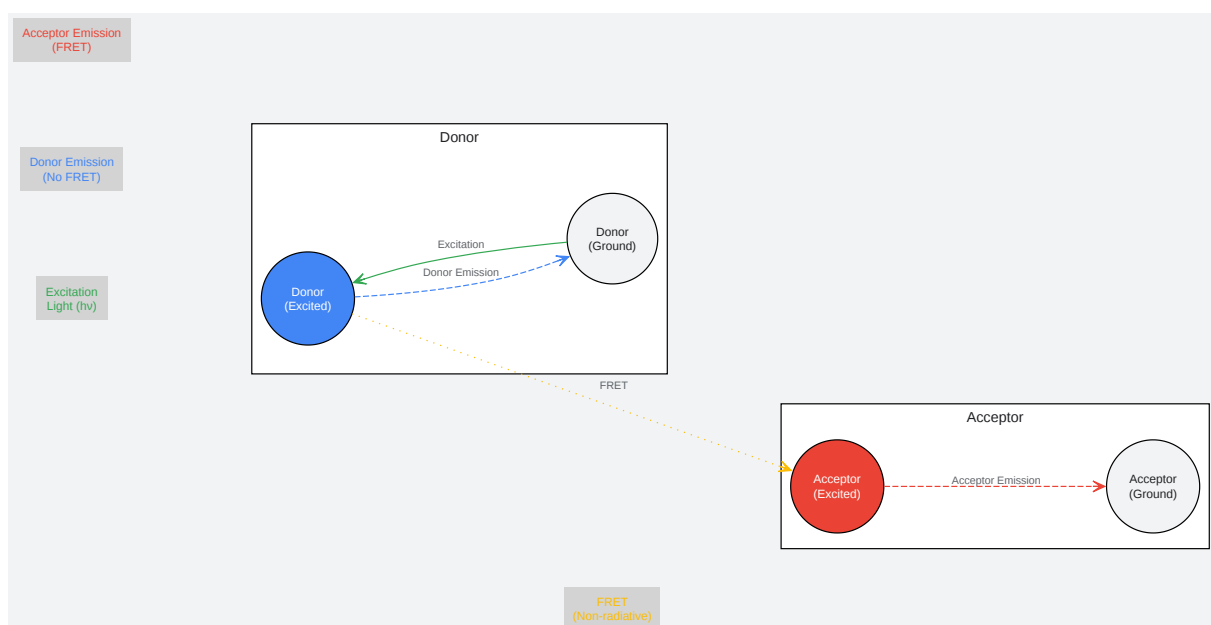 Acceptor Emission
(FRET)
Donor
Donor Emission
(No FRET)
Donor
(Ground)
Excitation
Donor Emission
Donor
(Excited)
Excitation
Light (hν)
FRET
Acceptor
Acceptor
(Excited)
Acceptor Emission
Acceptor
(Ground)
FRET
(Non-radiative)